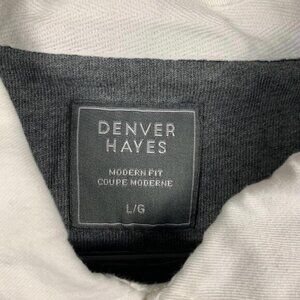 DENVER
HAYES
MODERN FIT
COUPE MODERNE
L/G